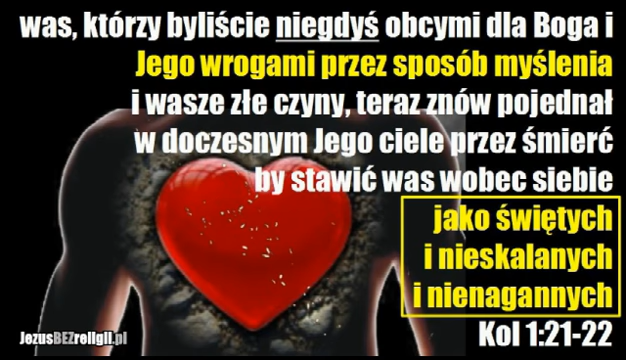 was, którzy byliście niegdyś obcymi dla Boga i
Jego wrogami przez sposób myślenia
i wasze złe czyny, teraz znów pojednał
w doczesnym Jego ciele przez śmierć
by stawić was wobec siebie
jako świętych
i nieskalanych
i nienagannych
Kol 1:21-22
JezusBEZreligii.pl